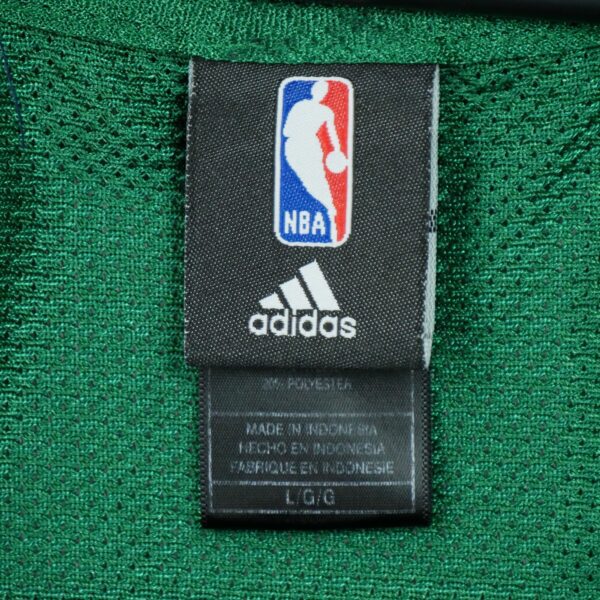 NBA
adidas
POLYESTER
MADE IN INDONESIA
HECHO EN INDONESIA
FABRIQUE EN INDONESIE
L/G/G